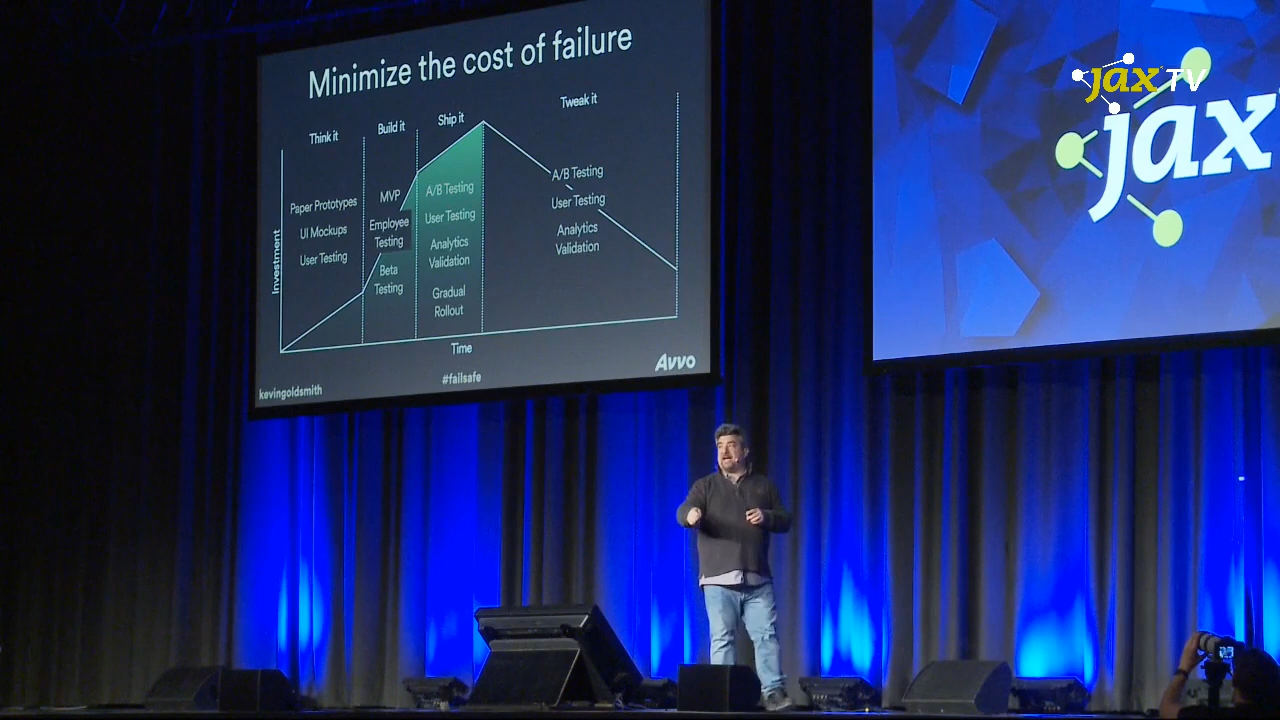 Minimize the cost of failure
Think it
Build it
Ship it
Tweak it
Investment
Paper Prototypes
UI Mockups
User Testing
MVP
Employee
Testing
Beta
Testing
A/B Testing
User Testing
Analytics
Validation
Gradual
Rollout
A/B Testing
User Testing
Analytics
Validation
Time
kevingoldsmith
#failsafe
Avvo
jax TV
jax